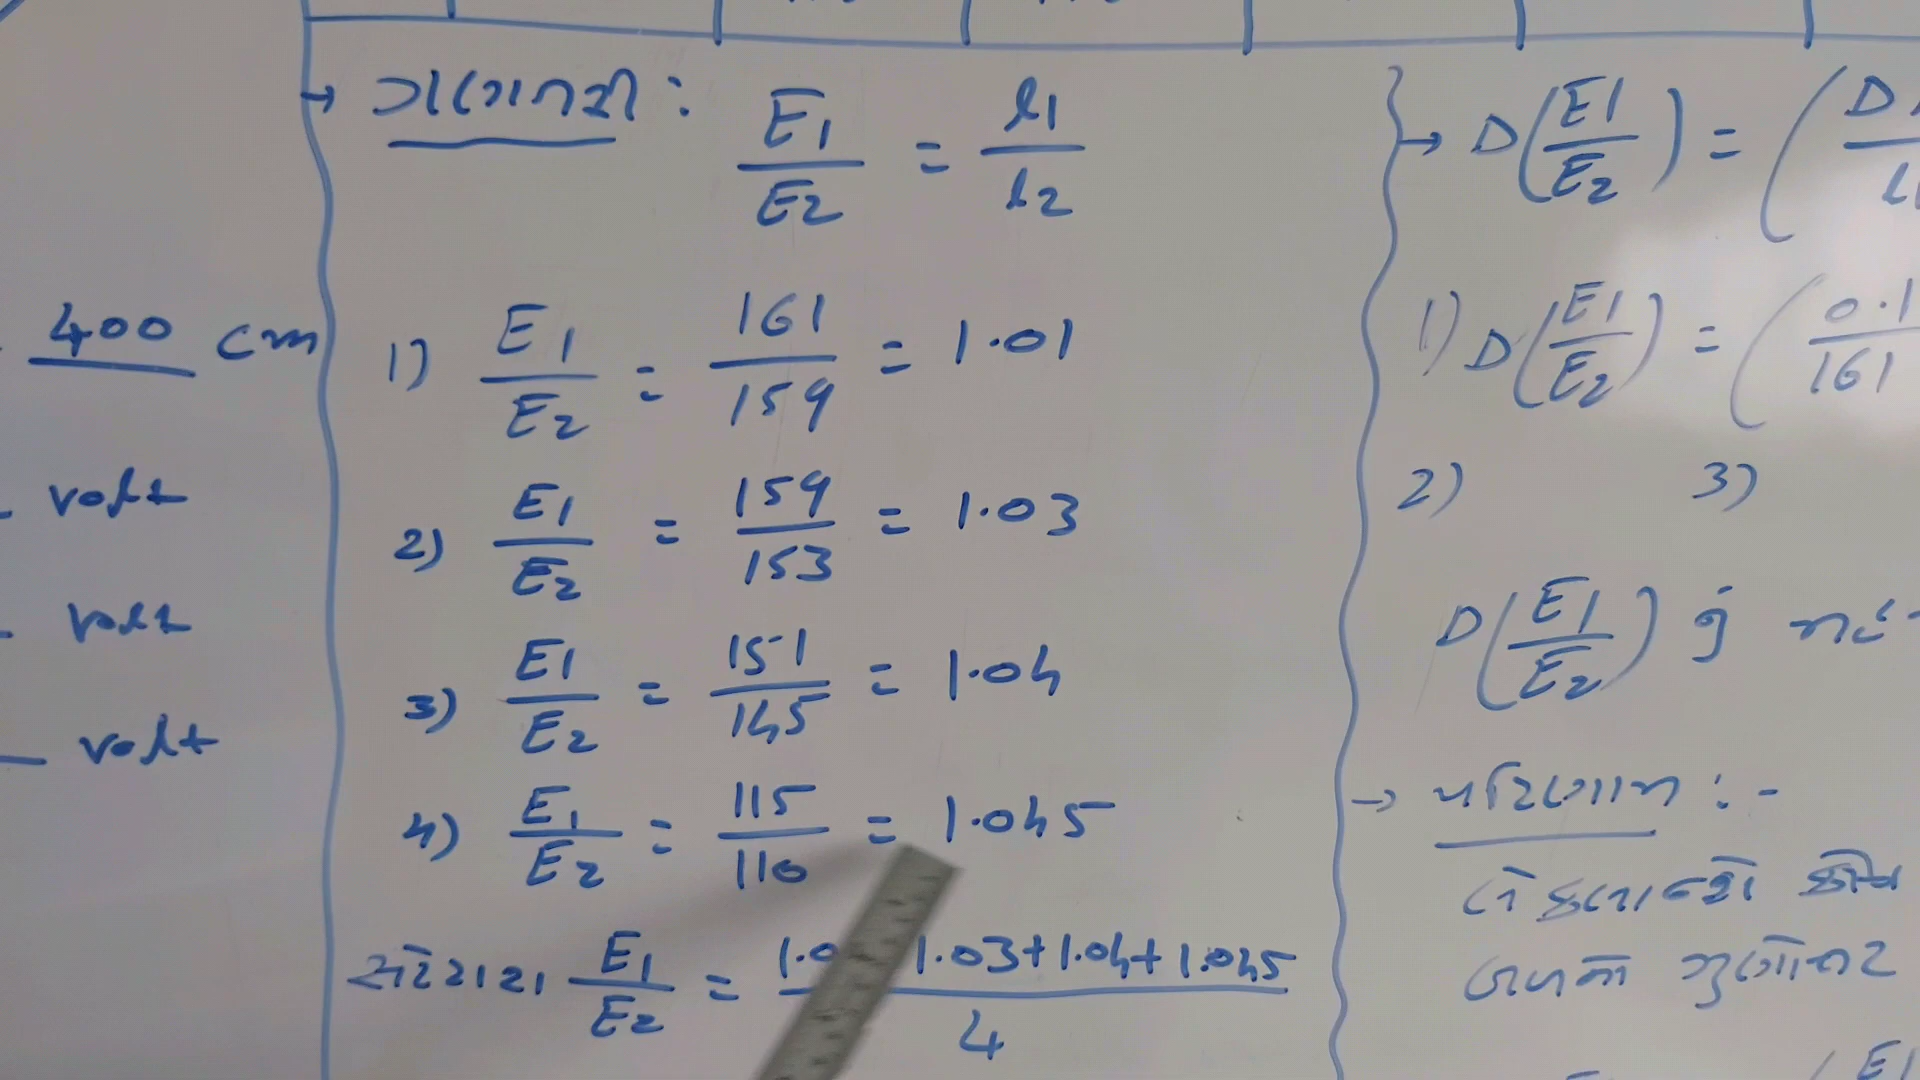 400 cm
volt
volt
volt
→ ગણતરી : E1/E2 = l1/l2
1) E1/E2 = 161/159 = 1.01
2) E1/E2 = 159/153 = 1.03
3) E1/E2 = 151/145 = 1.04
4) E1/E2 = 115/110 = 1.045
સરેરાશ E1/E2 = 1.03+1.04+1.045 / 4
→ D(E1/E2) = (
1) D(E1/E2) = ( 0.1/161
2) 3)
D(E1/E2) નું
→ પરિણામ :-
બે